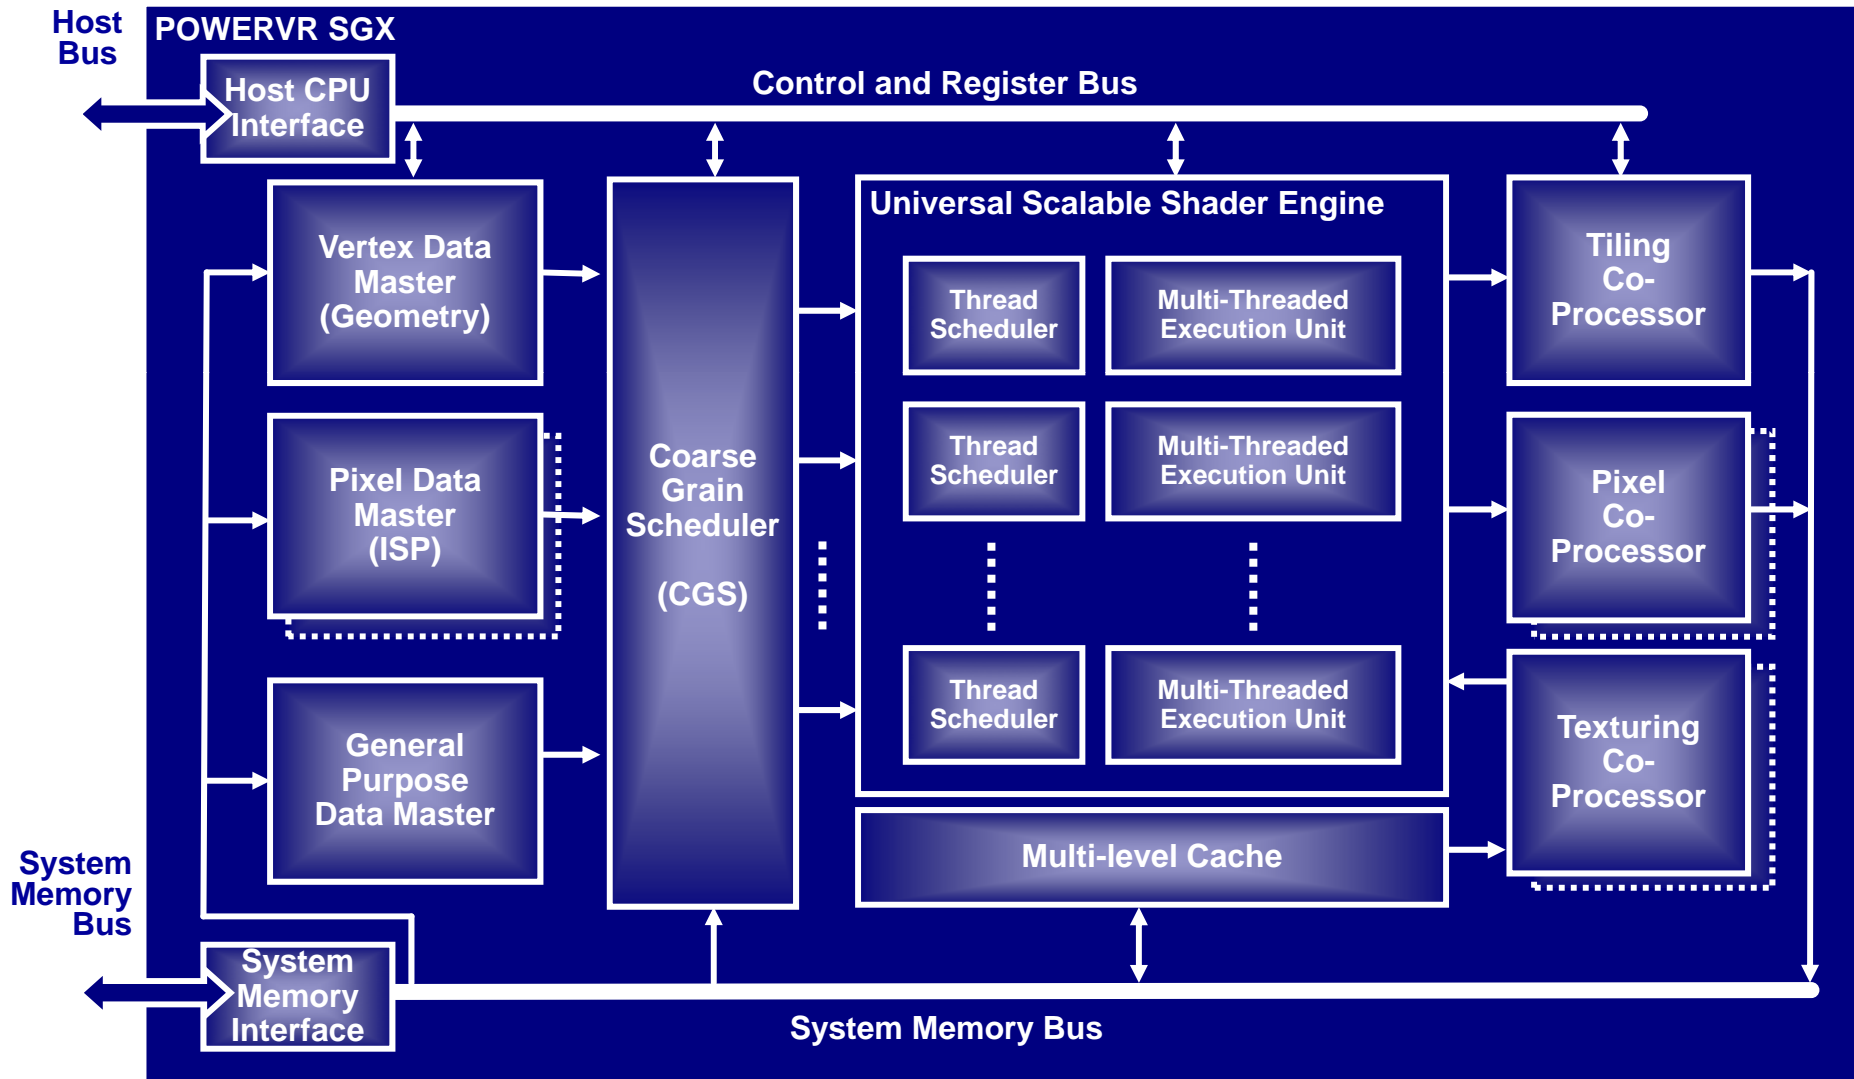 Host
Bus
POWERVR SGX
Host CPU
Interface
Control and Register Bus
Vertex Data
Master
(Geometry)
Pixel Data
Master
(ISP)
General
Purpose
Data Master
Coarse
Grain
Scheduler
(CGS)
Universal Scalable Shader Engine
Thread
Scheduler
Multi-Threaded
Execution Unit
Thread
Scheduler
Multi-Threaded
Execution Unit
Thread
Scheduler
Multi-Threaded
Execution Unit
Multi-level Cache
Tiling
Co-
Processor
Pixel
Co-
Processor
Texturing
Co-
Processor
System
Memory
Bus
System
Memory
Interface
System Memory Bus